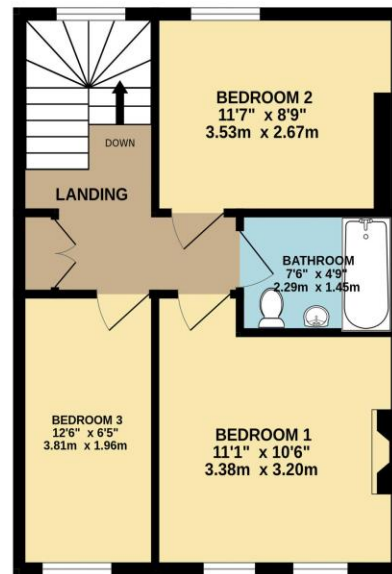 BEDROOM 2
11'7" x 8'9"
3.53m x 2.67m
DOWN
LANDING
BATHROOM
7'6" x 4'9"
2.29m x 1.45m
BEDROOM 3
12'6" x 6'5"
3.81m x 1.96m
BEDROOM 1
11'1" x 10'6"
3.38m x 3.20m